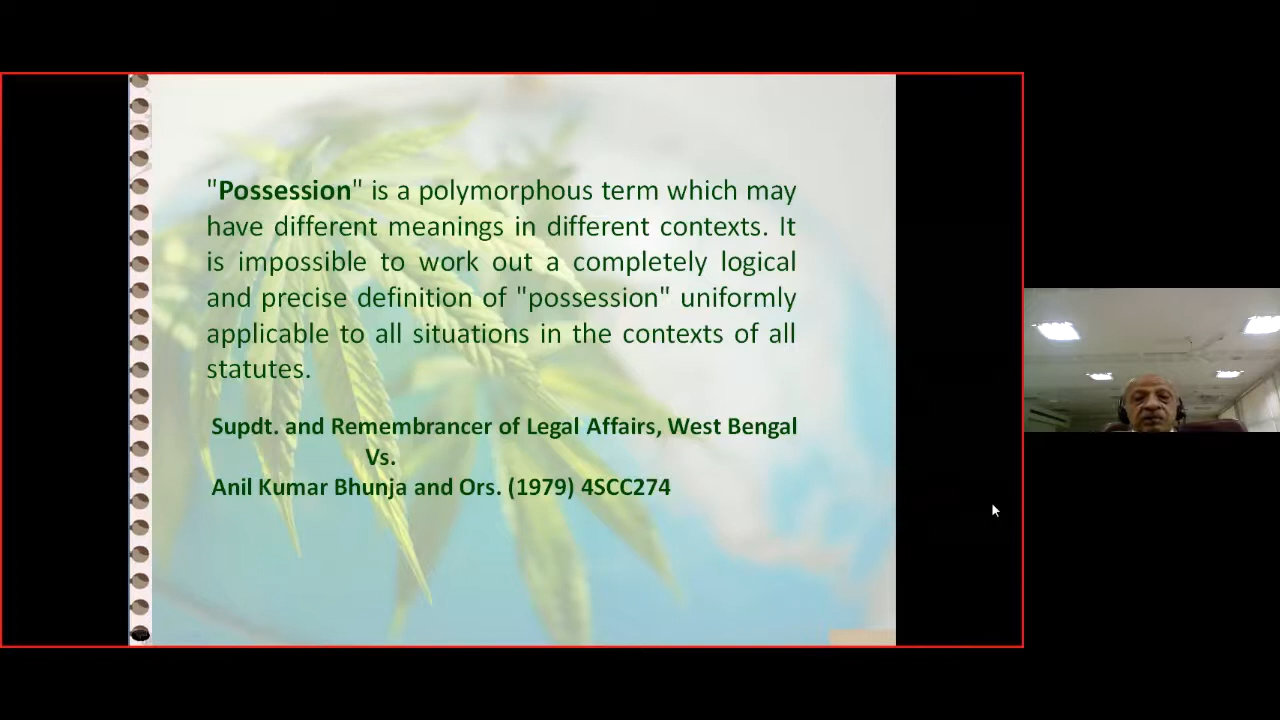 "Possession" is a polymorphous term which may
have different meanings in different contexts. It
is impossible to work out a completely logical
and precise definition of "possession" uniformly
applicable to all situations in the contexts of all
statutes.
Supdt. and Remembrancer of Legal Affairs, West Bengal
Vs.
Anil Kumar Bhunja and Ors. (1979) 4SCC274